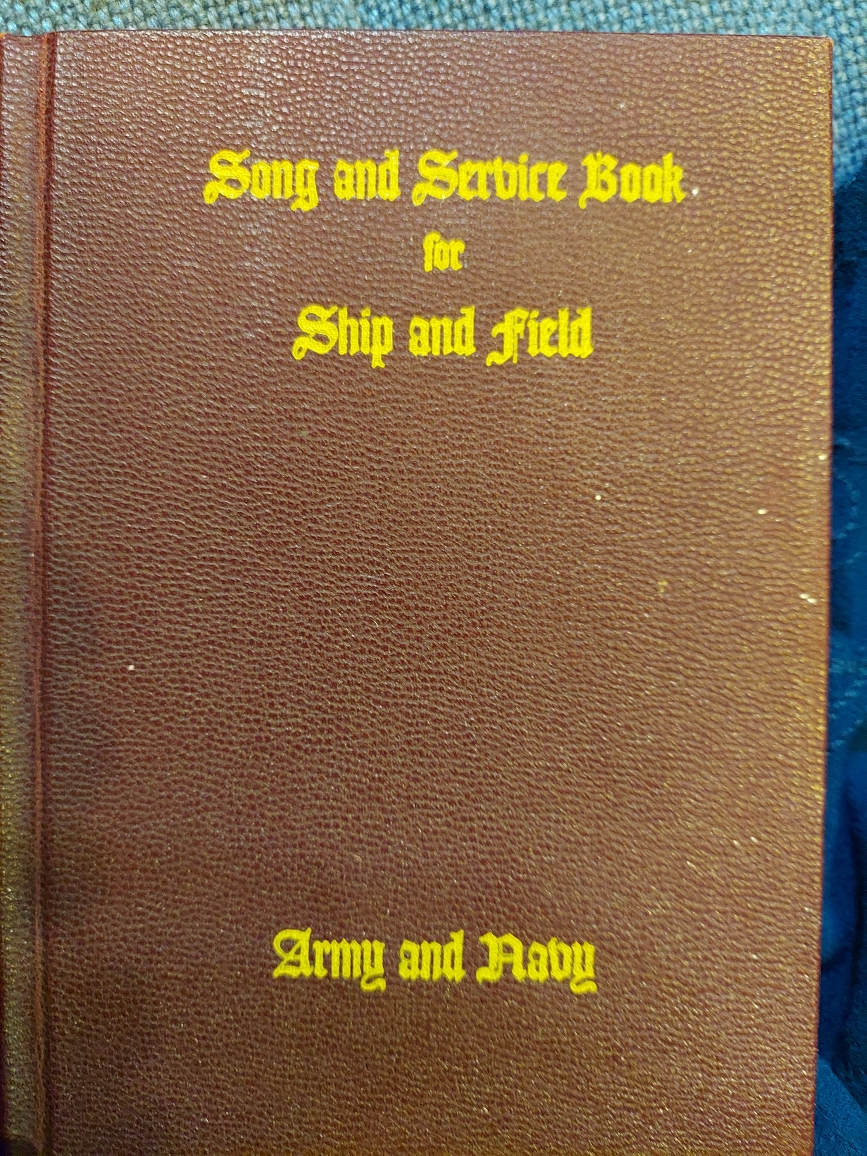 Song and Service Book
for
Ship and Field
Army and Navy